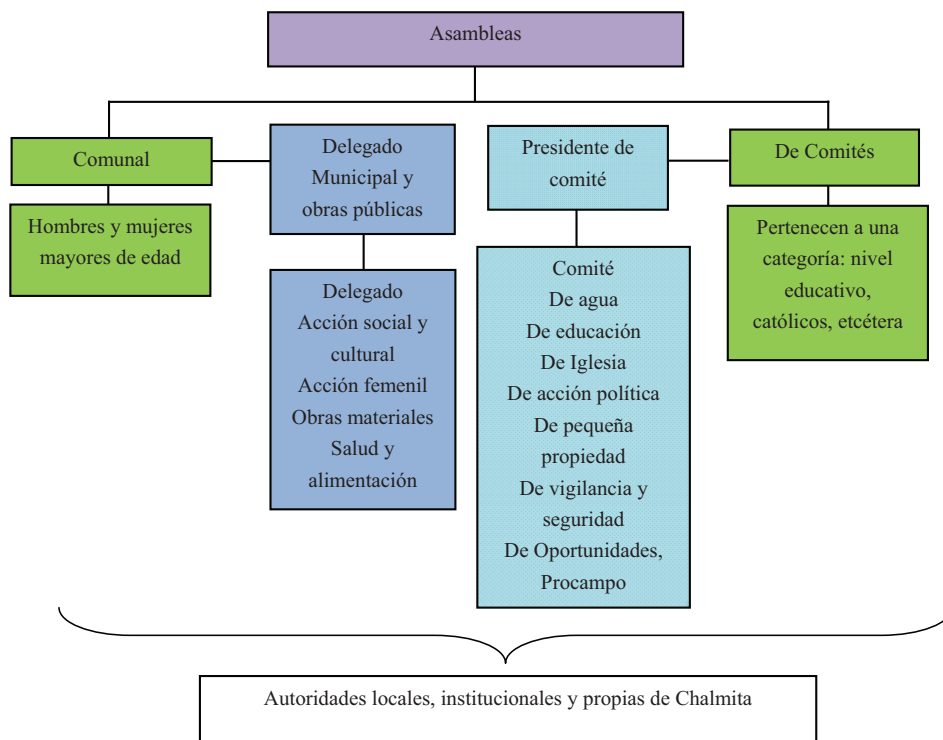 Asambleas
Comunal
Hombres y mujeres
mayores de edad
Delegado
Municipal y
obras públicas
Delegado
Acción social y
cultural
Acción femenil
Obras materiales
Salud y
alimentación
Presidente de
comité
Comité
De agua
De educación
De Iglesia
De acción política
De pequeña
propiedad
De vigilancia y
seguridad
De Oportunidades,
Procampo
De Comités
Pertenecen a una
categoría: nivel
educativo,
católicos, etcétera
Autoridades locales, institucionales y propias de Chalmita